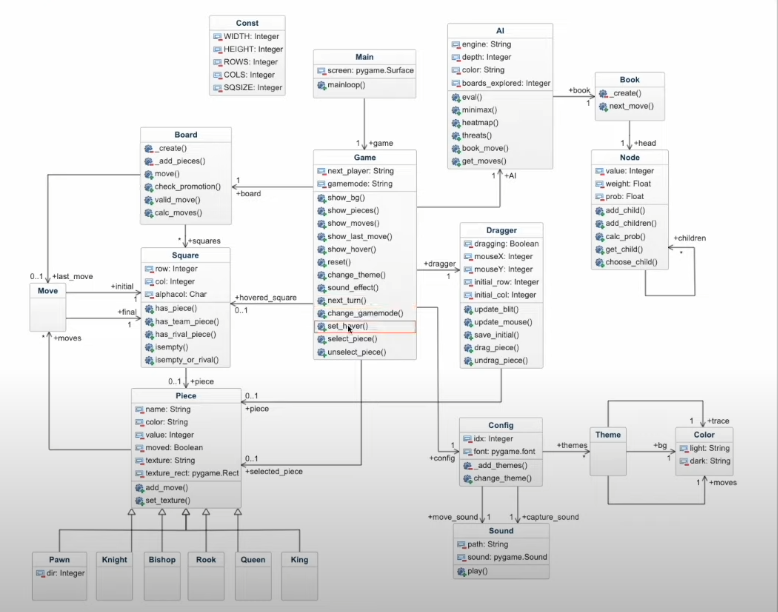 Const
WIDTH: Integer
HEIGHT: Integer
ROWS: Integer
COLS: Integer
SQSIZE: Integer
Main
screen: pygame.Surface
mainloop()
1 +game
AI
engine: String
depth: Integer
color: String
boards_explored: Integer
eval()
minimax()
heatmap()
threats()
book_move()
get_moves()
+book
1
1 +AI
Book
_create()
next_move()
1 +head
Node
value: Integer
weight: Float
prob: Float
add_child()
add_children()
calc_prob()
get_child()
choose_child()
+children
*
Board
_create()
_add_pieces()
move()
check_promotion()
valid_move()
calc_moves()
1
+board
* +squares
Game
next_player: String
gamemode: String
show_bg()
show_pieces()
show_moves()
show_last_move()
show_hover()
reset()
change_theme()
sound_effect()
next_turn()
change_gamemode()
set_hover()
select_piece()
unselect_piece()
+dragger
1
Dragger
dragging: Boolean
mouseX: Integer
mouseY: Integer
initial_row: Integer
initial_col: Integer
update_blit()
update_mouse()
save_initial()
drag_piece()
undrag_piece()
Square
row: Integer
col: Integer
alphacol: Char
has_piece()
has_team_piece()
has_rival_piece()
isempty()
isempty_or_rival()
+hovered_square
0..1
0..1 +last_move
Move
+initial
1
+final
1
* +moves
0..1 +piece
Piece
name: String
color: String
value: Integer
moved: Boolean
texture: String
texture_rect: pygame.Rect
add_move()
set_texture()
0..1
+piece
0..1
+selected_piece
Pawn
dir: Integer
Knight
Bishop
Rook
Queen
King
1
+config
Config
idx: Integer
font: pygame.font
_add_themes()
change_theme()
+themes
Theme
1 +trace
+bg
1
Color
light: String
dark: String
1 +moves
+move_sound 1
1 +capture_sound
Sound
path: String
sound: pygame.Sound
play()